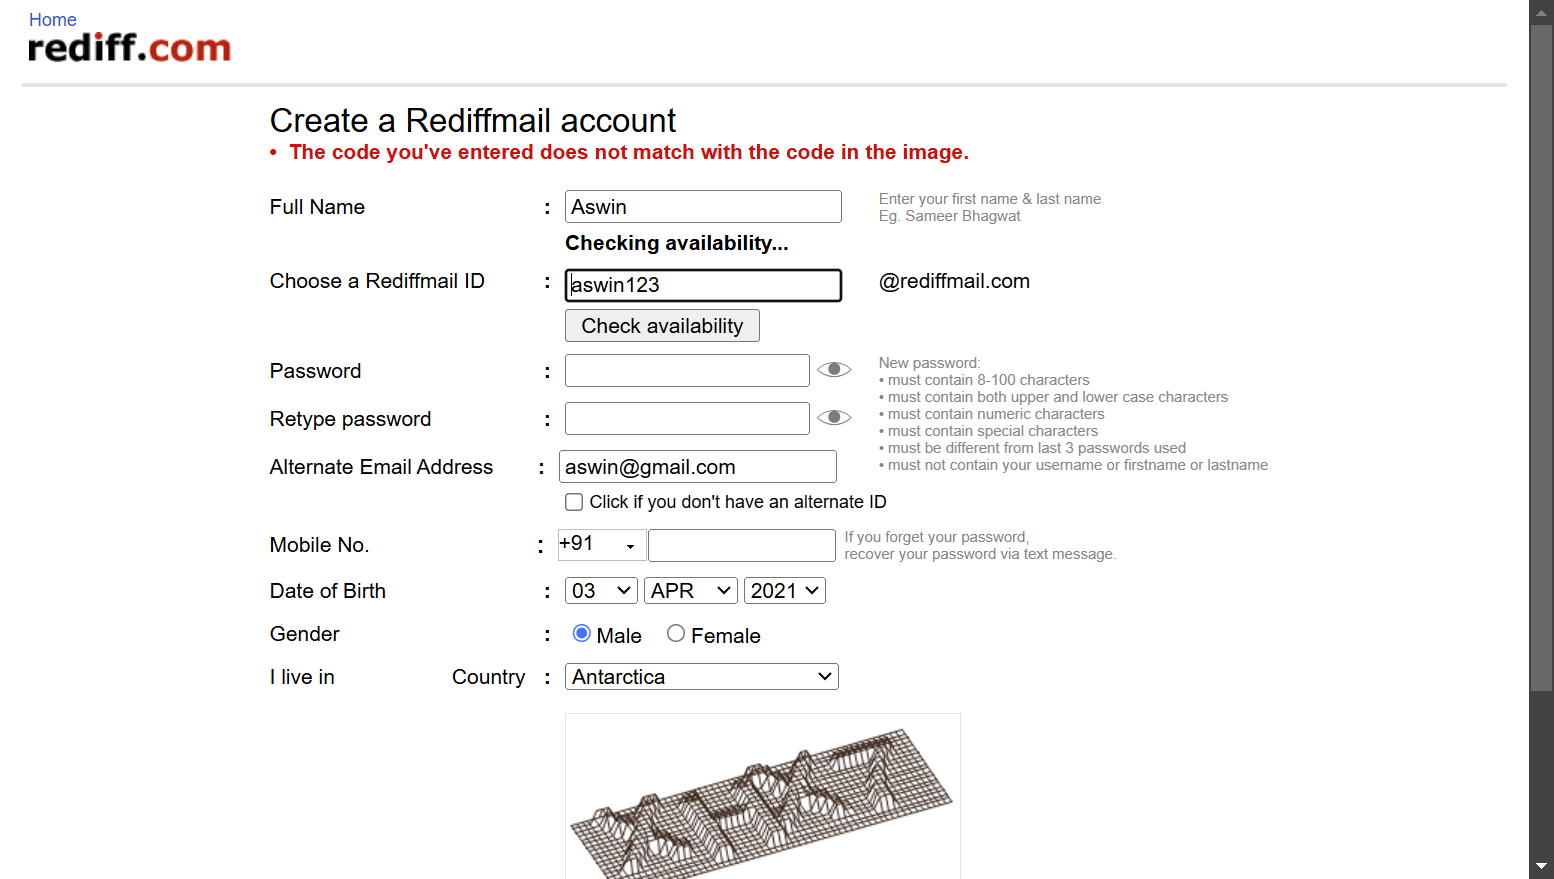 Home
rediff.com
Create a Rediffmail account
• The code you've entered does not match with the code in the image.
Full Name : Aswin
Enter your first name & last name
Eg. Sameer Bhagwat
Checking availability...
Choose a Rediffmail ID : aswin123 @rediffmail.com
Check availability
Password :
Retype password :
New password:
• must contain 8-100 characters
• must contain both upper and lower case characters
• must contain numeric characters
• must contain special characters
• must be different from last 3 passwords used
• must not contain your username or firstname or lastname
Alternate Email Address : aswin@gmail.com
Click if you don't have an alternate ID
Mobile No. : +91
If you forget your password,
recover your password via text message.
Date of Birth : 03 APR 2021
Gender : Male Female
I live in Country : Antarctica